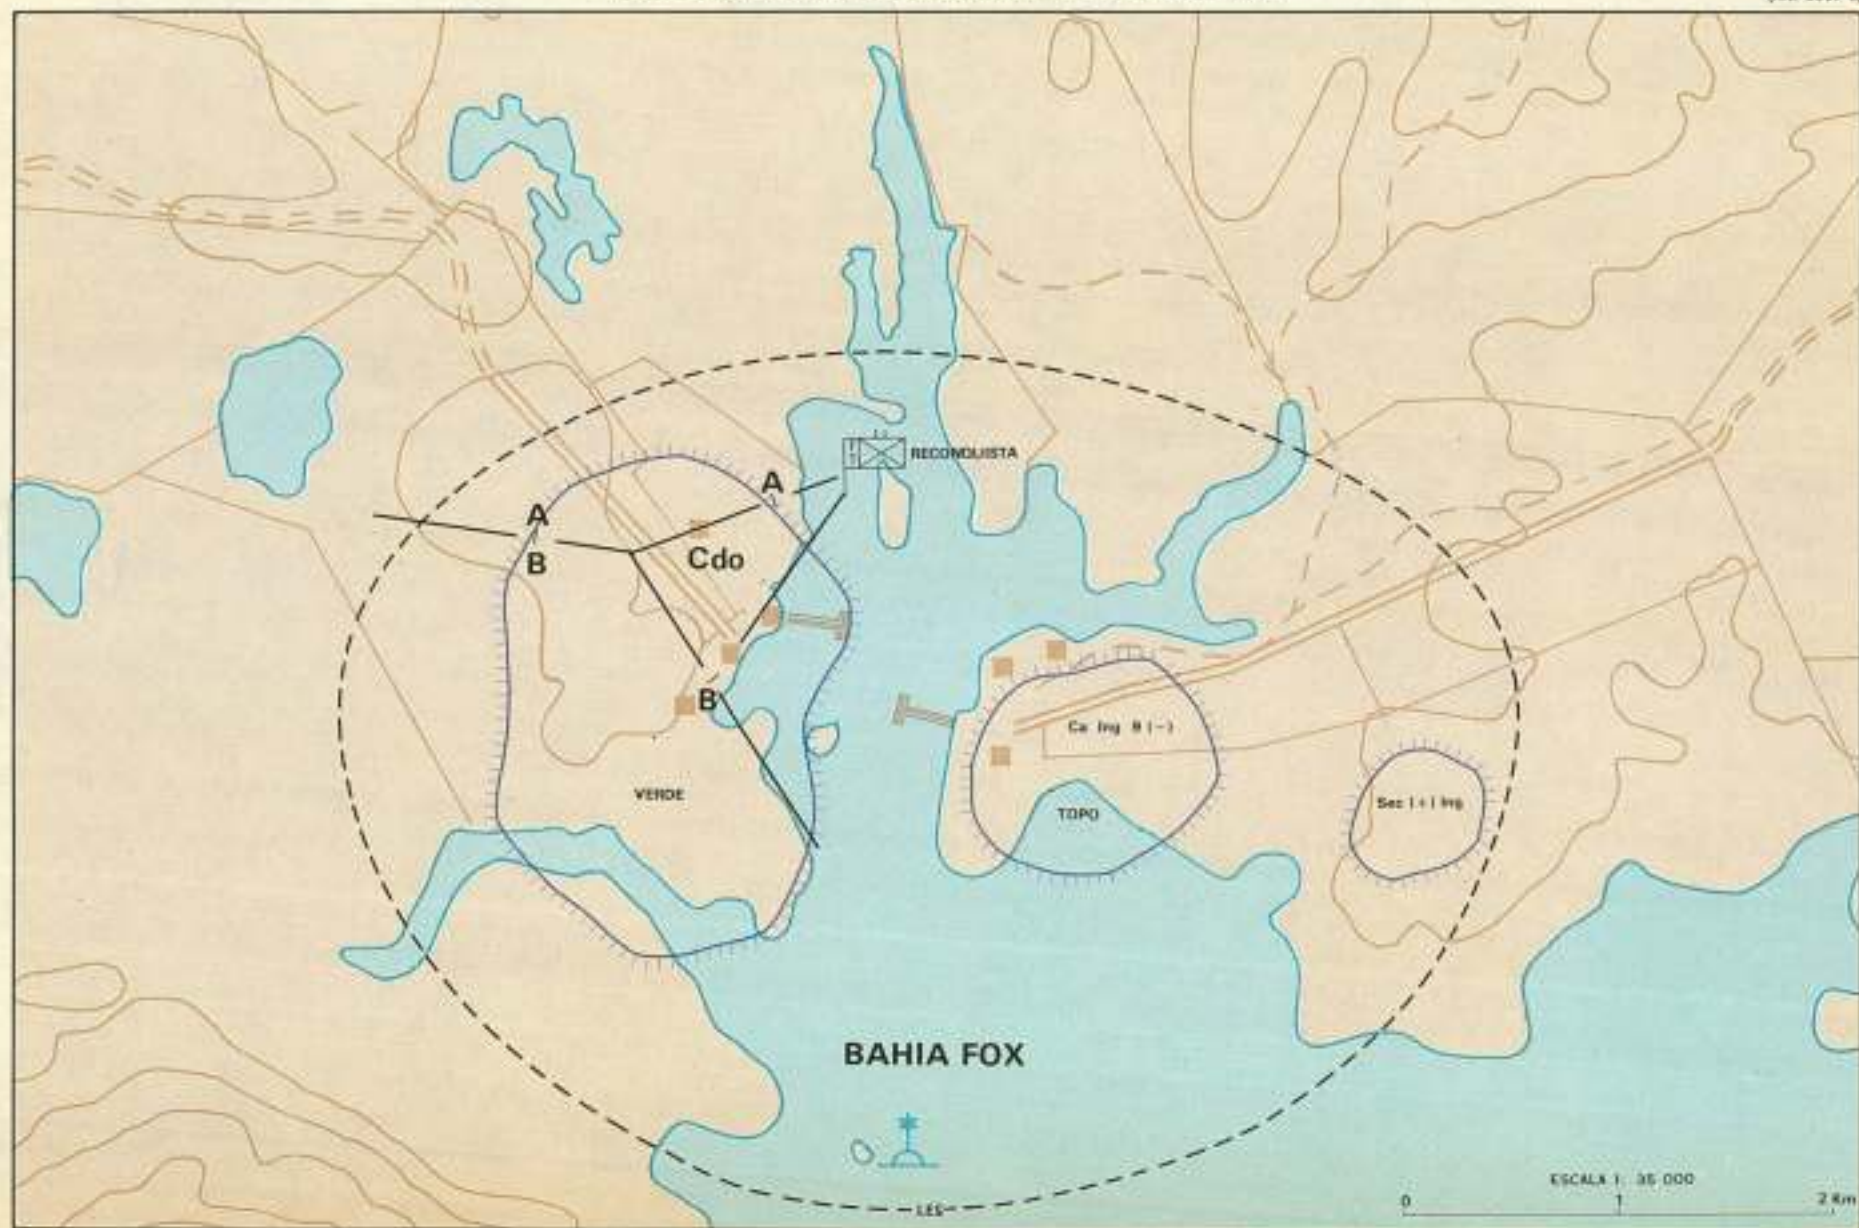 RECONQUISTA
A
A
B
Cdo
B
VERDE
Ca Ing 9 (-)
TOPO
Sec (+) Ing
BAHIA FOX
LES
ESCALA 1: 35 000
0 1 2 Km